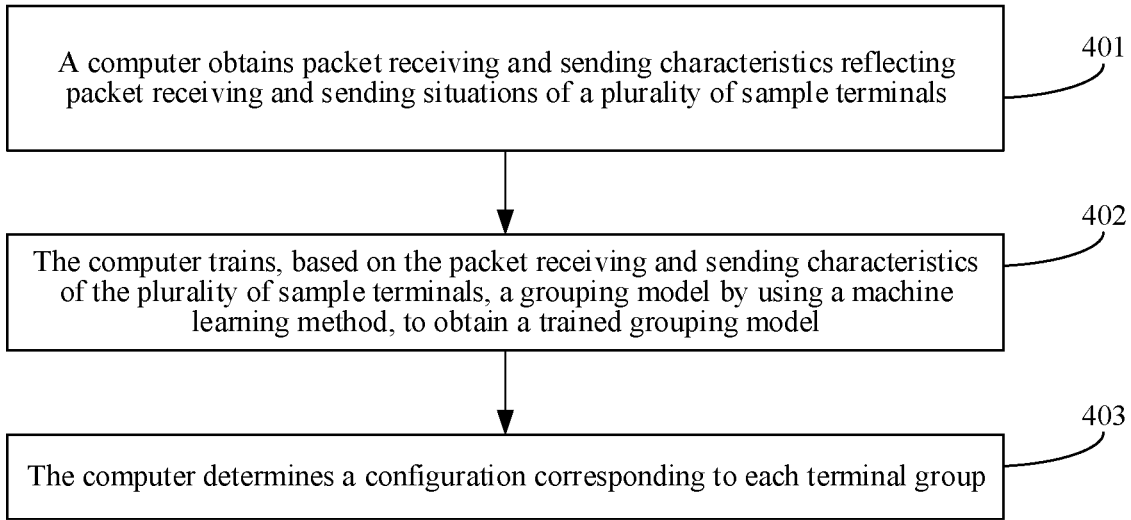 A computer obtains packet receiving and sending characteristics reflecting
packet receiving and sending situations of a plurality of sample terminals
401
The computer trains, based on the packet receiving and sending characteristics
of the plurality of sample terminals, a grouping model by using a machine
learning method, to obtain a trained grouping model
402
The computer determines a configuration corresponding to each terminal group
403